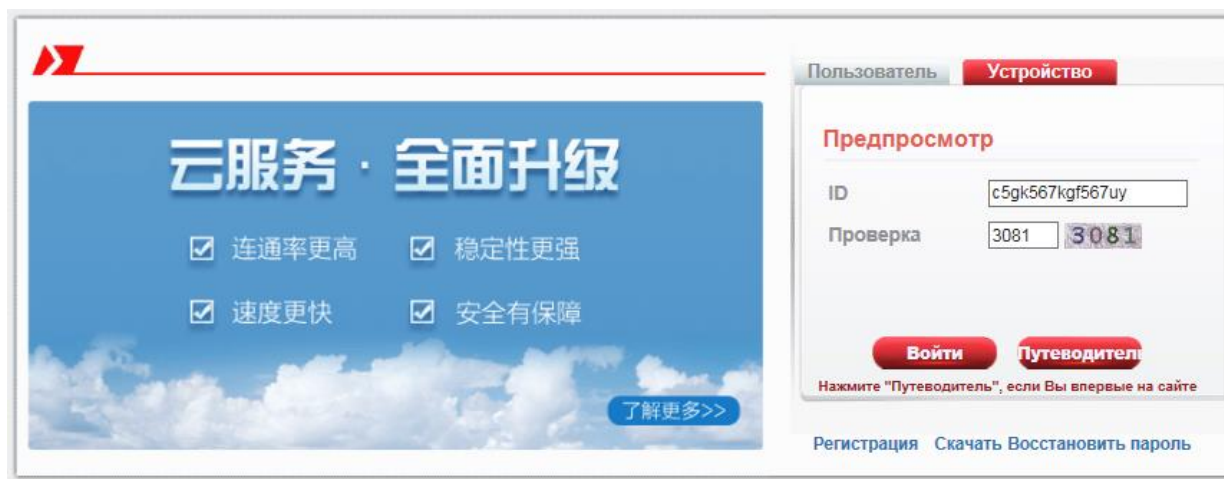 云服务·全面升级
连通率更高 稳定性更强
速度更快 安全有保障
了解更多>>
Пользователь Устройство
Предпросмотр
ID c5gk567kgf567uy
Проверка 3081 3081
Войти Путеводител
Нажмите "Путеводитель", если Вы впервые на сайте
Регистрация Скачать Восстановить пароль